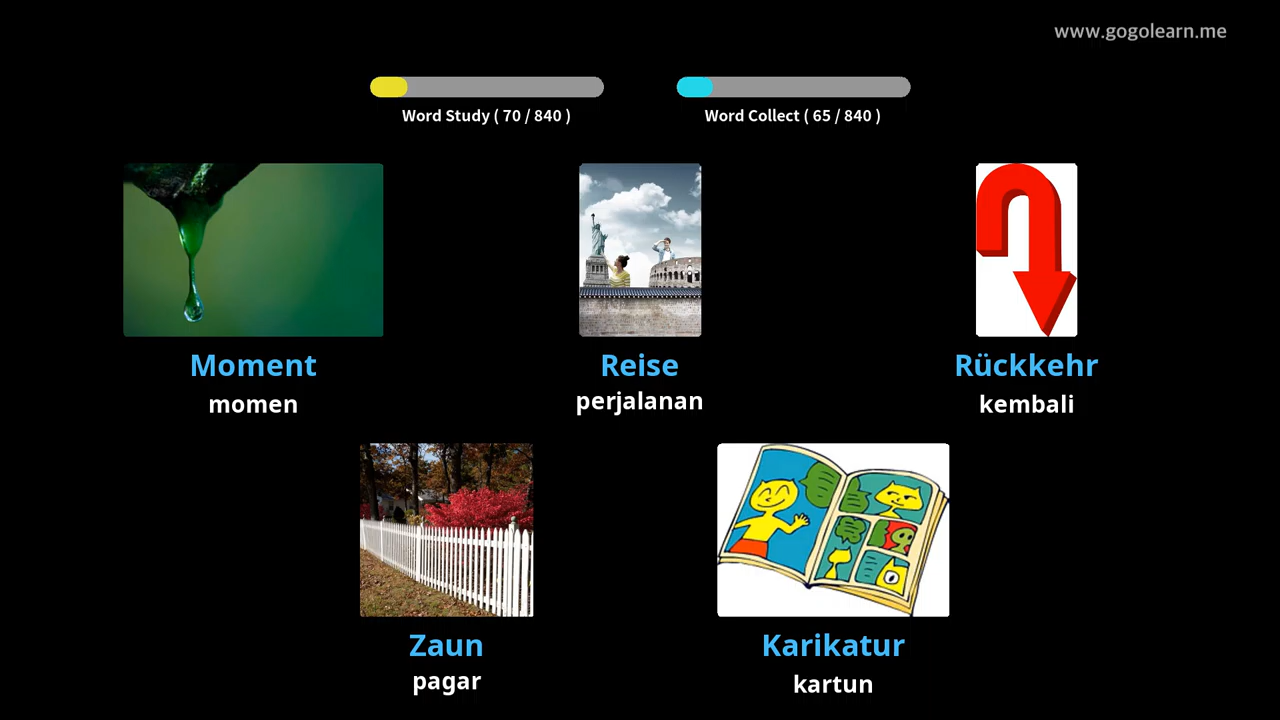 www.gogolearn.me
Word Study ( 70 / 840 )
Word Collect ( 65 / 840 )
Moment
momen
Reise
perjalanan
Rückkehr
kembali
Zaun
pagar
Karikatur
kartun